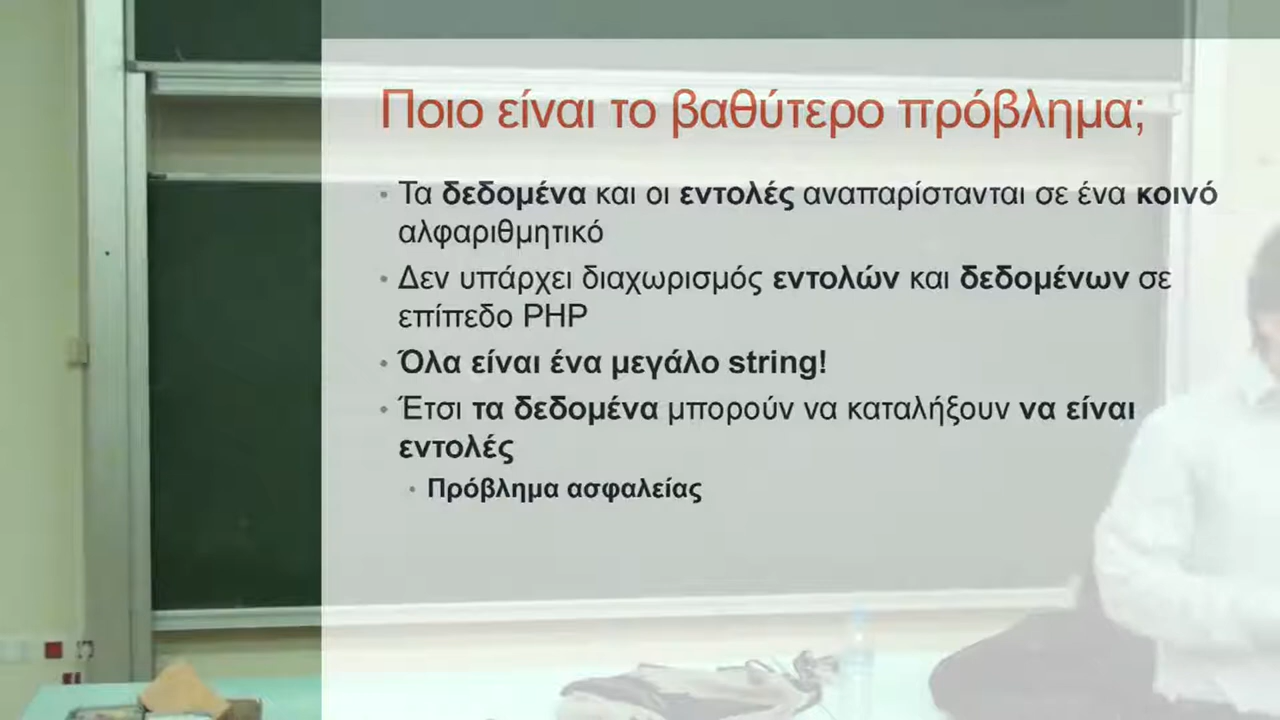 Ποιο είναι το βαθύτερο πρόβλημα;
• Τα δεδομένα και οι εντολές αναπαρίστανται σε ένα κοινό
αλφαριθμητικό
• Δεν υπάρχει διαχωρισμός εντολών και δεδομένων σε
επίπεδο PHP
• Όλα είναι ένα μεγάλο string!
• Έτσι τα δεδομένα μπορούν να καταλήξουν να είναι
εντολές
• Πρόβλημα ασφαλείας